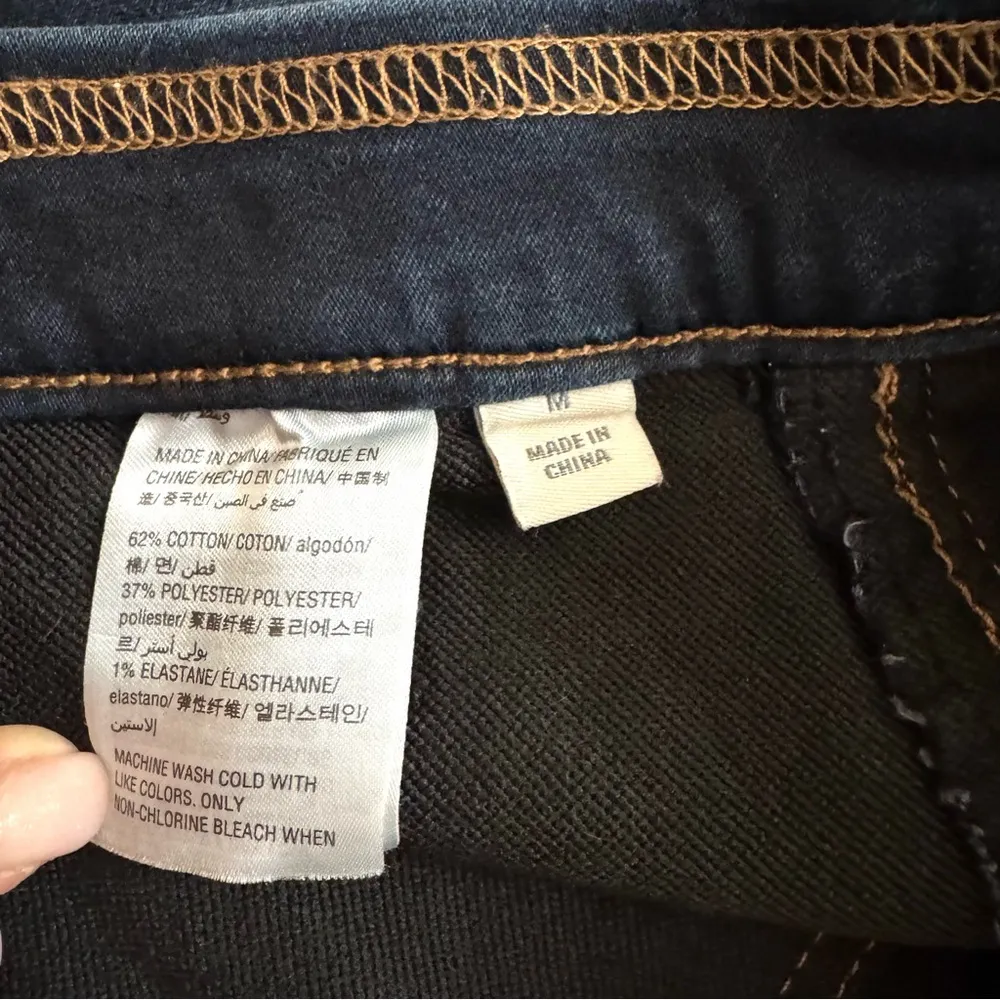 MADE IN CHINA/FABRIQUÉ EN
CHINE/HECHO EN CHINA/ 中国制
造/ 중국산/ صنع في الصين
62% COTTON/ COTON/ algodón/
棉/ 면/ قطن
37% POLYESTER/ POLYESTER/
poliester/ 聚酯纤维/ 폴리에스테
르/ بولي أستر
1% ELASTANE/ ÉLASTHANNE/
elastano/ 弹性纤维/ 엘라스테인/
الاستين
MACHINE WASH COLD WITH
LIKE COLORS. ONLY
NON-CHLORINE BLEACH WHEN
M
MADE IN
CHINA